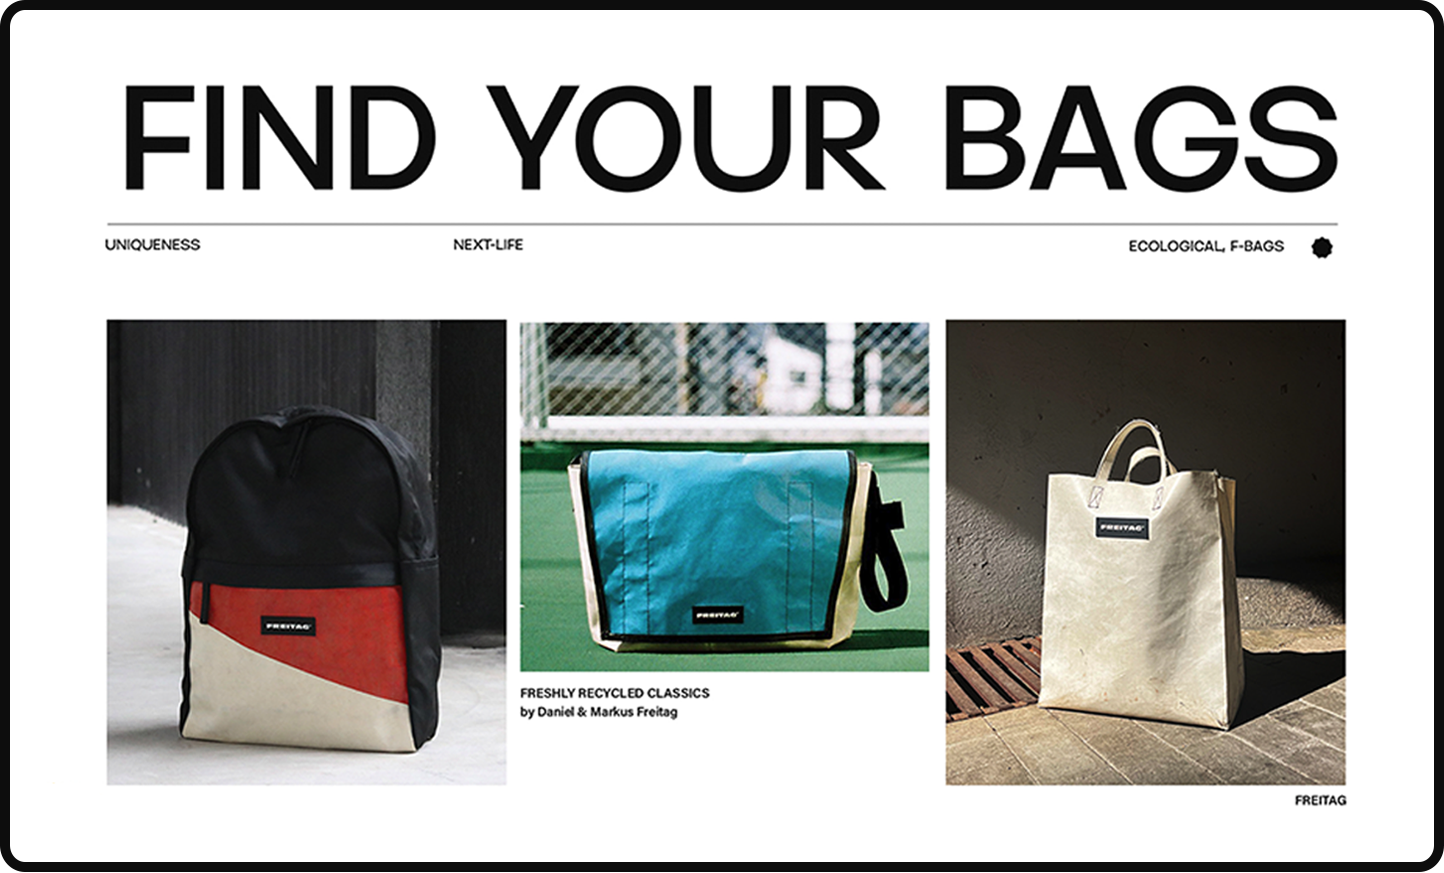 FIND YOUR BAGS
UNIQUENESS
NEXT-LIFE
ECOLOGICAL, F-BAGS
FREITAG
FREITAG
FREITAG
FRESHLY RECYCLED CLASSICS
by Daniel & Markus Freitag
FREITAG